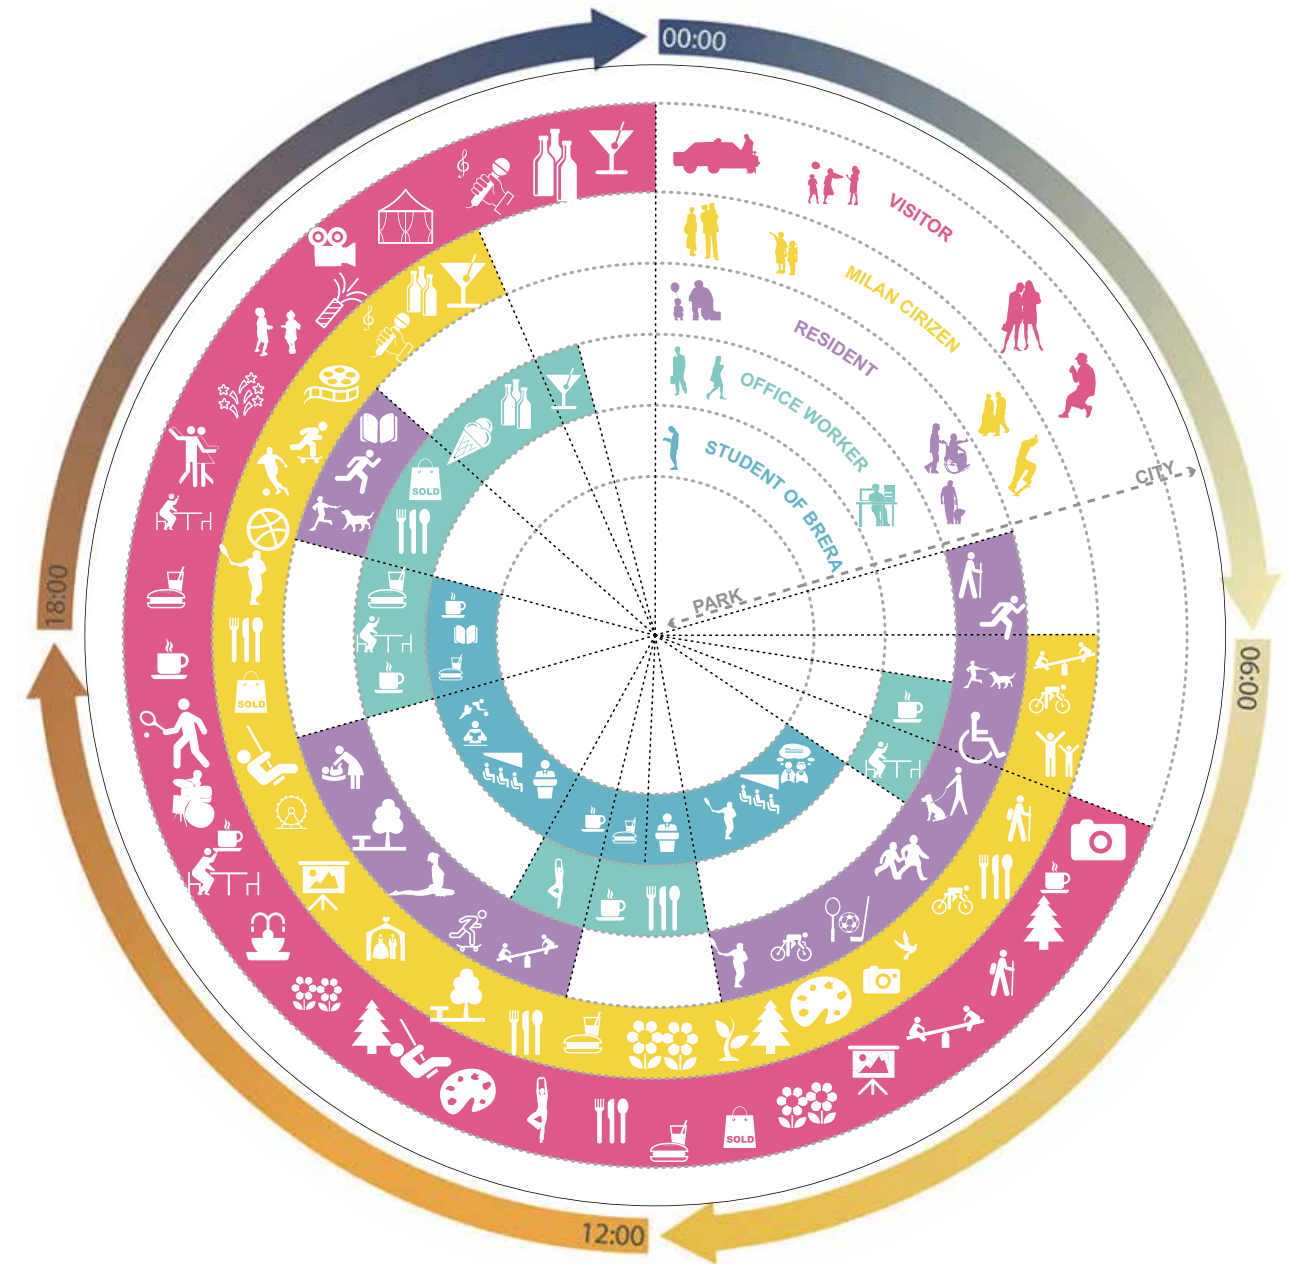 00:00
VISITOR
MILAN CIRIZEN
RESIDENT
OFFICE WORKER
STUDENT OF BRERA
CITY
PARK
06:00
12:00
18:00
SOLD
SOLD
SOLD